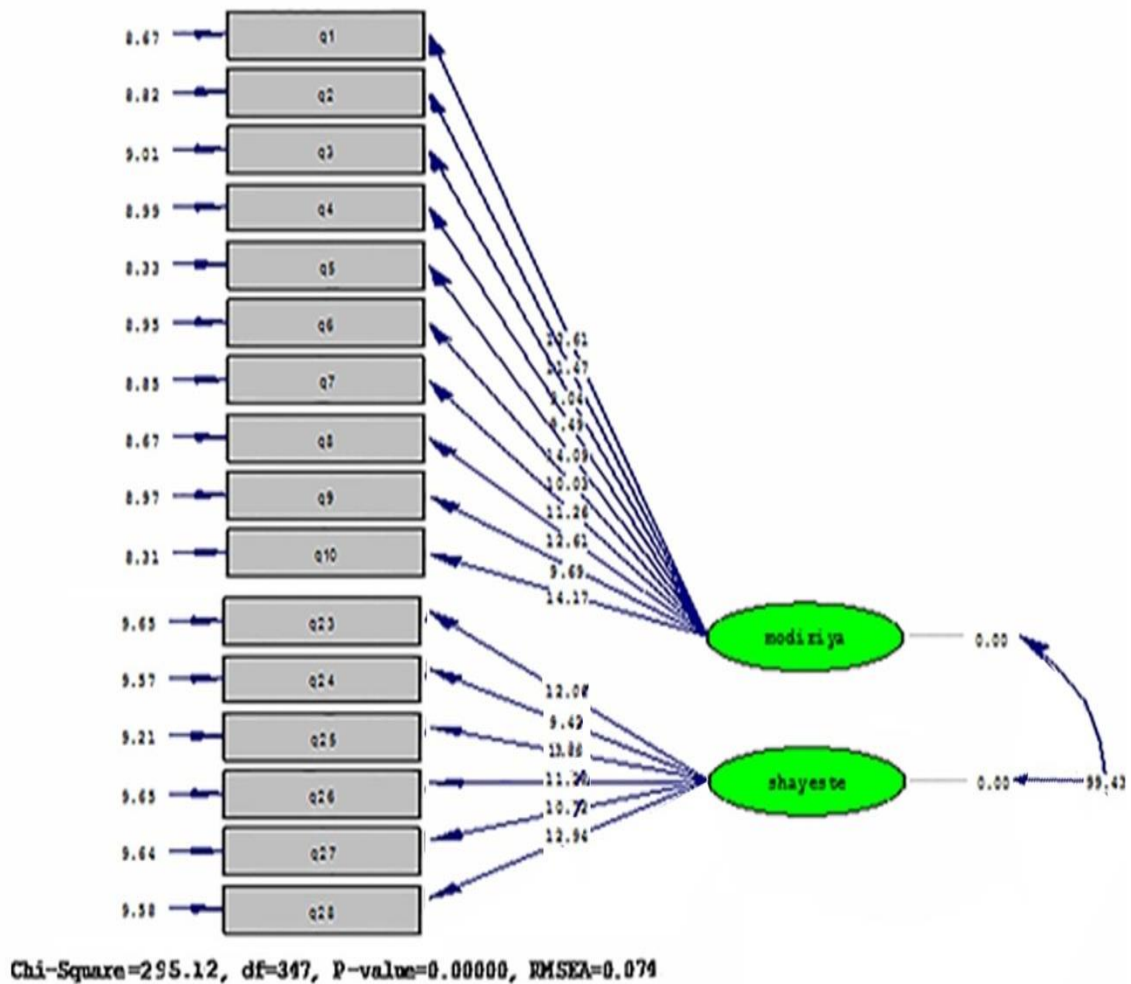 8.67 q1
8.82 q2
9.01 q3
8.99 q4
8.33 q5
8.95 q6
8.85 q7
8.67 q8
8.97 q9
8.31 q10
9.65 q23
9.57 q24
9.21 q25
9.65 q26
9.64 q27
9.58 q28
11.47
9.04
14.09
10.03
11.26
12.61
9.69
14.17
9.49
10.72
12.94
modiriya 0.00
shayeste 0.00 99.43
Chi-Square=295.12, df=347, P-value=0.00000, RMSEA=0.074